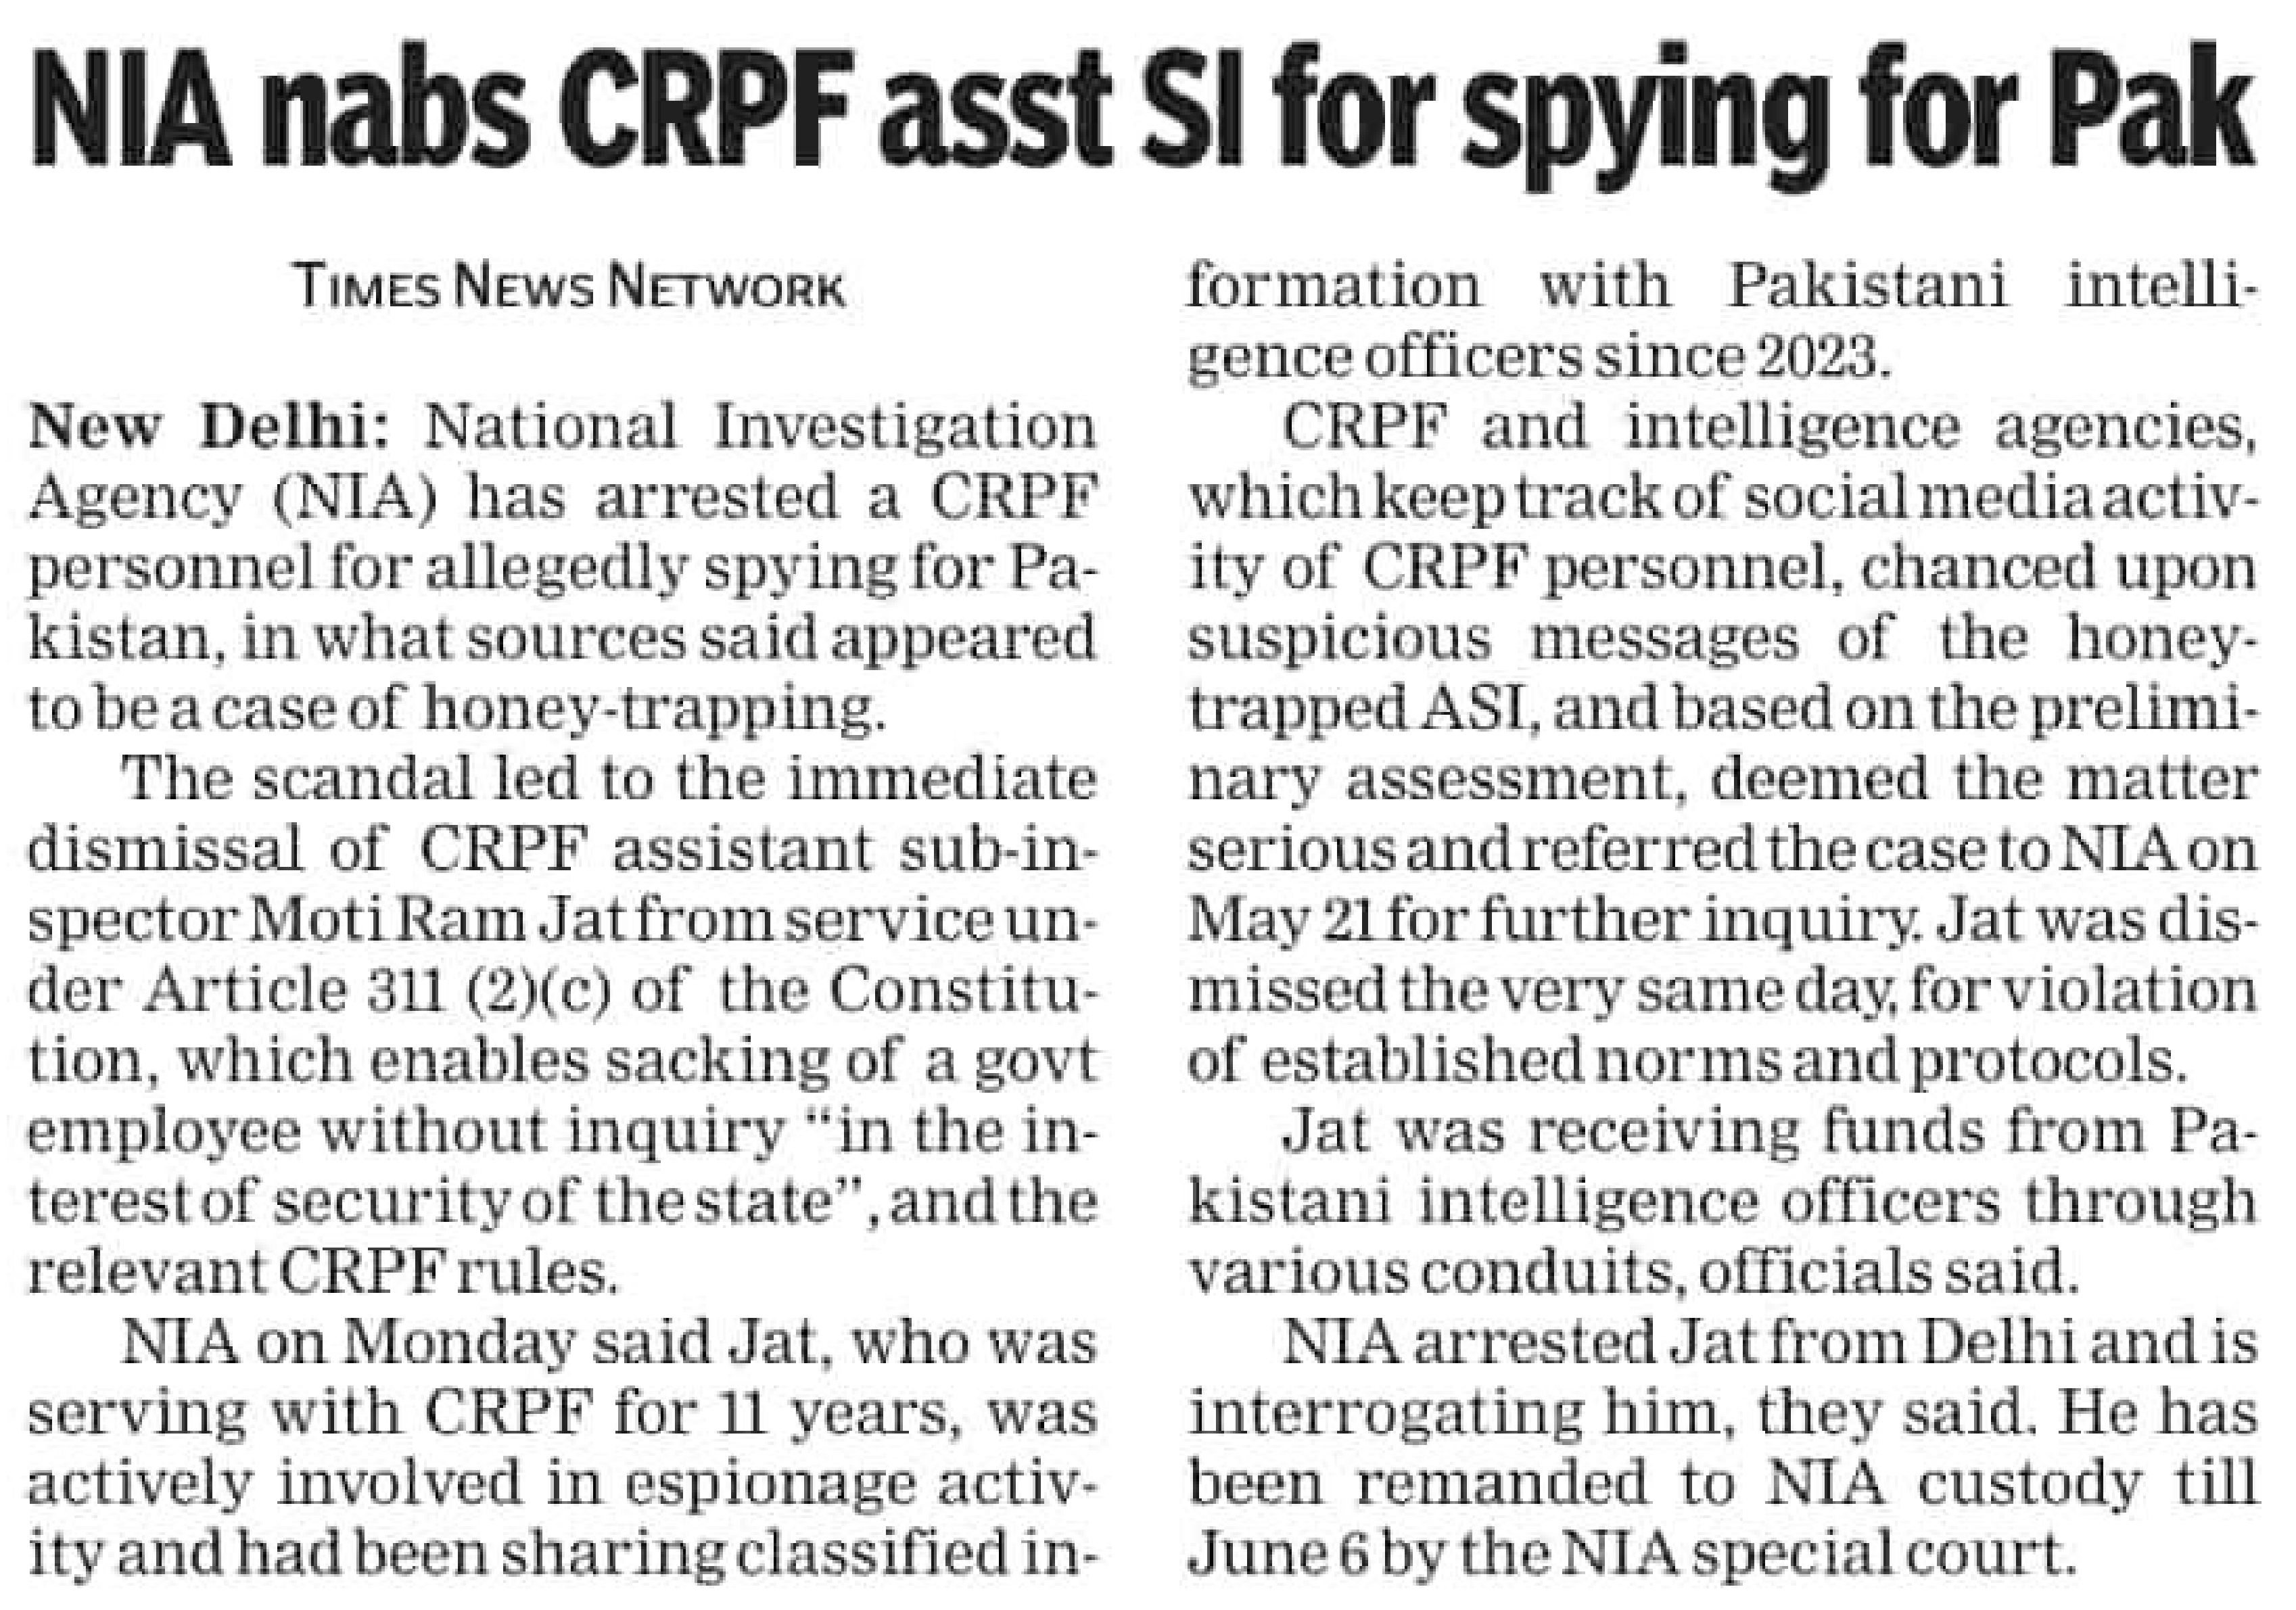 NIA nabs CRPF asst SI for spying for Pak
TIMES NEWS NETWORK
New Delhi: National Investigation
Agency (NIA) has arrested a CRPF
personnel for allegedly spying for Pa-
kistan, in what sources said appeared
to be a case of honey-trapping.
The scandal led to the immediate
dismissal of CRPF assistant sub-in-
spector Moti Ram Jat from service un-
der Article 311 (2)(c) of the Constitu-
tion, which enables sacking of a govt
employee without inquiry “in the in-
terest of security of the state”, and the
relevant CRPF rules.
NIA on Monday said Jat, who was
serving with CRPF for 11 years, was
actively involved in espionage activ-
ity and had been sharing classified in-
formation with Pakistani intelli-
gence officers since 2023.
CRPF and intelligence agencies,
which keep track of social media activ-
ity of CRPF personnel, chanced upon
suspicious messages of the honey-
trapped ASI, and based on the prelimi-
nary assessment, deemed the matter
serious and referred the case to NIA on
May 21 for further inquiry. Jat was dis-
missed the very same day, for violation
of established norms and protocols.
Jat was receiving funds from Pa-
kistani intelligence officers through
various conduits, officials said.
NIA arrested Jat from Delhi and is
interrogating him, they said. He has
been remanded to NIA custody till
June 6 by the NIA special court.